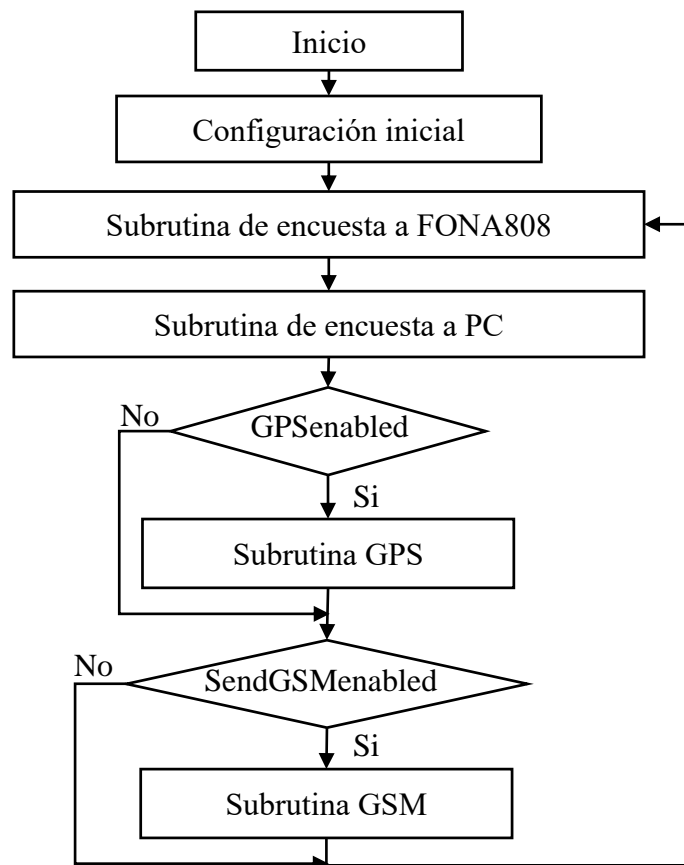 Inicio
Configuración inicial
Subrutina de encuesta a FONA808
Subrutina de encuesta a PC
No
GPSenabled
Si
Subrutina GPS
No
SendGSMenabled
Si
Subrutina GSM